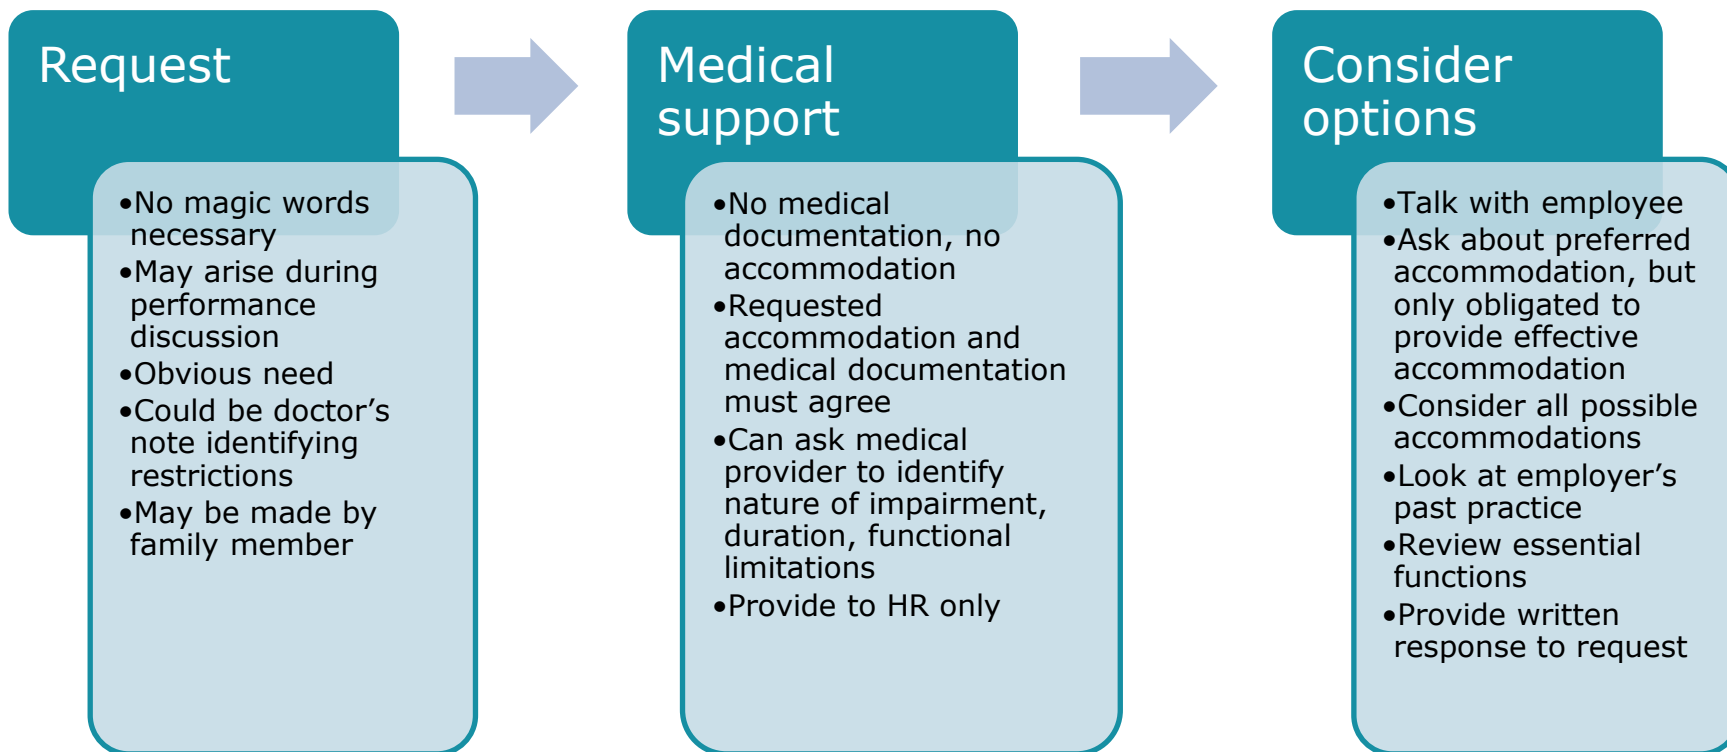 Request
•No magic words
necessary
•May arise during
performance
discussion
•Obvious need
•Could be doctor’s
note identifying
restrictions
•May be made by
family member
Medical
support
•No medical
documentation, no
accommodation
•Requested
accommodation and
medical documentation
must agree
•Can ask medical
provider to identify
nature of impairment,
duration, functional
limitations
•Provide to HR only
Consider
options
•Talk with employee
•Ask about preferred
accommodation, but
only obligated to
provide effective
accommodation
•Consider all possible
accommodations
•Look at employer’s
past practice
•Review essential
functions
•Provide written
response to request